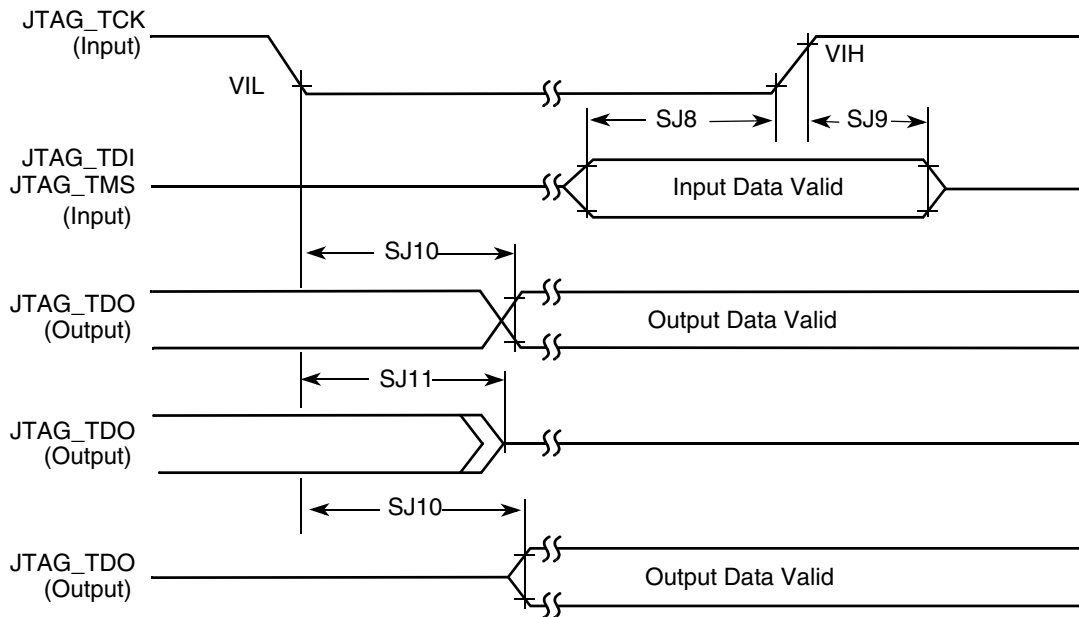 JTAG_TCK
(Input)
VIL
VIH
SJ8
SJ9
JTAG_TDI
JTAG_TMS
(Input)
Input Data Valid
SJ10
JTAG_TDO
(Output)
Output Data Valid
SJ11
JTAG_TDO
(Output)
SJ10
JTAG_TDO
(Output)
Output Data Valid